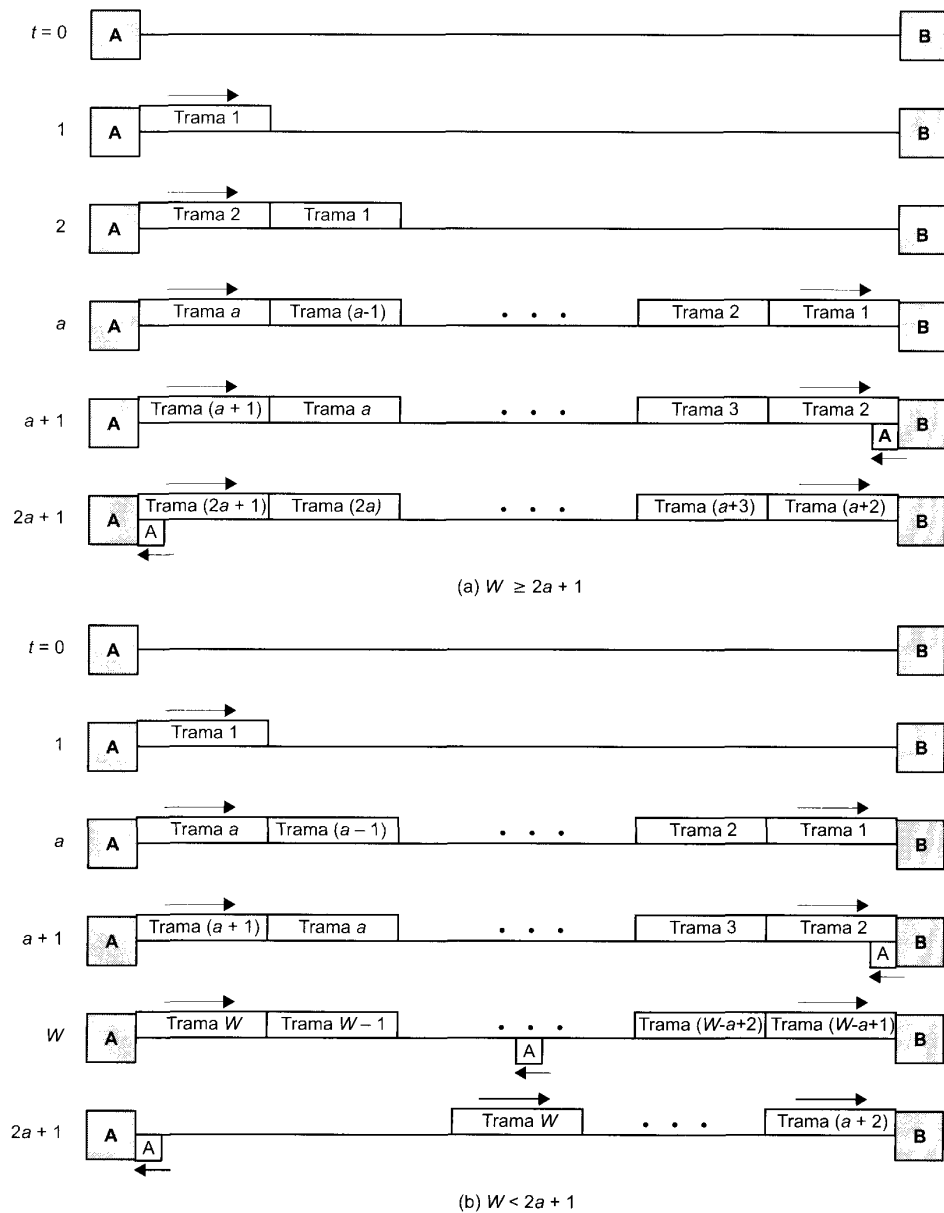 t = 0 A B
1 A Trama 1 B
2 A Trama 2 Trama 1 B
a A Trama a Trama (a-1) . . . Trama 2 Trama 1 B
a + 1 A Trama (a + 1) Trama a . . . Trama 3 Trama 2 A B
2a + 1 A A Trama (2a + 1) Trama (2a) . . . Trama (a+3) Trama (a+2) B
(a) W ≥ 2a + 1
t = 0 A B
1 A Trama 1 B
a A Trama a Trama (a – 1) . . . Trama 2 Trama 1 B
a + 1 A Trama (a + 1) Trama a . . . Trama 3 Trama 2 A B
W A Trama W Trama W – 1 . . . A Trama (W-a+2) Trama (W-a+1) B
2a + 1 A A Trama W . . . Trama (a + 2) B
(b) W < 2a + 1